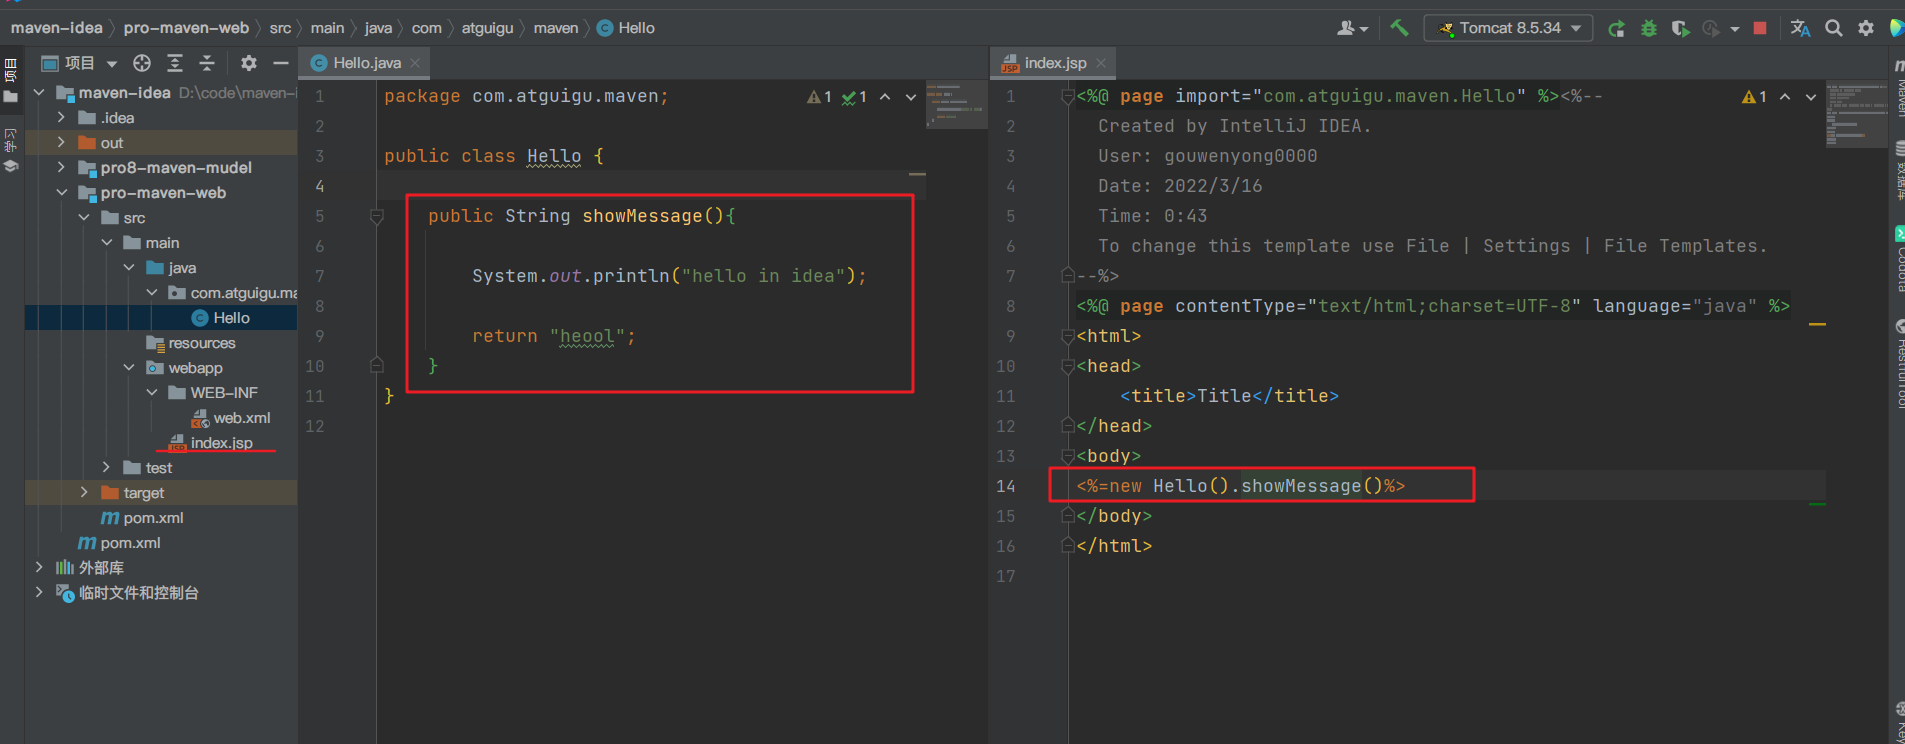 maven-idea pro-maven-web src main java com atguigu maven Hello
Tomcat 8.5.34
项目
学习
项目
maven-idea D:\code\maven-i
.idea
out
pro8-maven-mudel
pro-maven-web
src
main
java
com.atguigu.ma
Hello
resources
webapp
WEB-INF
web.xml
index.jsp
test
target
pom.xml
pom.xml
外部库
临时文件和控制台
Hello.java
1 package com.atguigu.maven;
1 1
2
3 public class Hello {
4
5 public String showMessage(){
6
7 System.out.println("hello in idea");
8
9 return "heool";
10 }
11 }
12
index.jsp
1 <%@ page import="com.atguigu.maven.Hello" %><%--
1
2 Created by IntelliJ IDEA.
3 User: gouwenyong0000
4 Date: 2022/3/16
5 Time: 0:43
6 To change this template use File | Settings | File Templates.
7 --%>
8 <%@ page contentType="text/html;charset=UTF-8" language="java" %>
9 <html>
10 <head>
11 <title>Title</title>
12 </head>
13 <body>
14 <%=new Hello().showMessage()%>
15 </body>
16 </html>
17
Maven
数据库
Codota
RestfulTool
Key